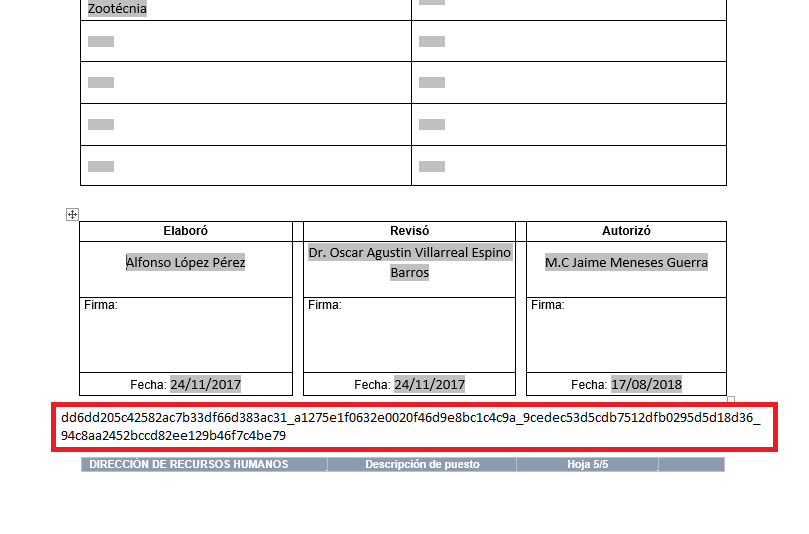 Zootécnia
Elaboró Revisó Autorizó
Alfonso López Pérez Dr. Oscar Agustin Villarreal Espino Barros M.C Jaime Meneses Guerra
Firma: Firma: Firma:
Fecha: 24/11/2017 Fecha: 24/11/2017 Fecha: 17/08/2018
dd6dd205c42582ac7b33df66d383ac31_a1275e1f0632e0020f46d9e8bc1c4c9a_9cedec53d5cdb7512dfb0295d5d18d36_
94c8aa2452bccd82ee129b46f7c4be79
DIRECCIÓN DE RECURSOS HUMANOS Descripción de puesto Hoja 5/5